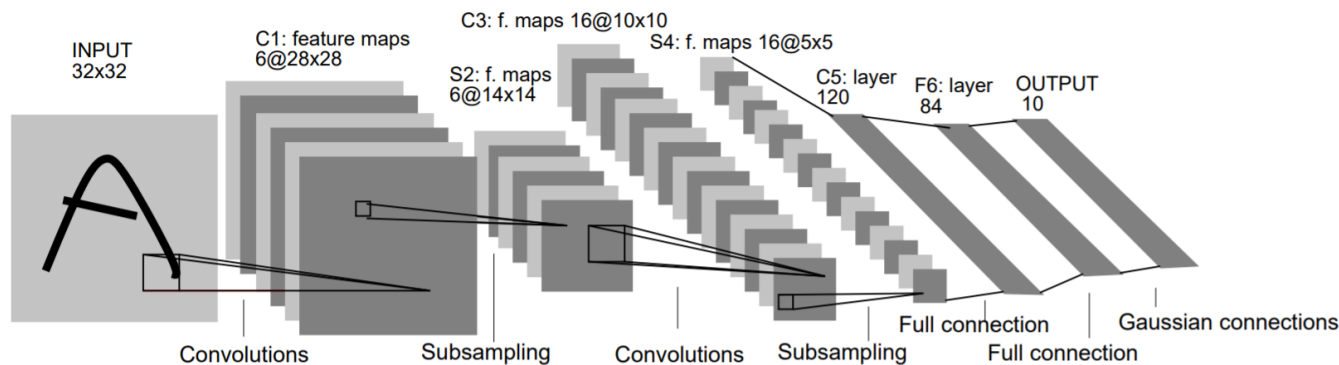 INPUT
32x32
C1: feature maps
6@28x28
S2: f. maps
6@14x14
C3: f. maps 16@10x10
S4: f. maps 16@5x5
C5: layer
120
F6: layer
84
OUTPUT
10
Convolutions
Subsampling
Convolutions
Subsampling
Full connection
Full connection
Gaussian connections